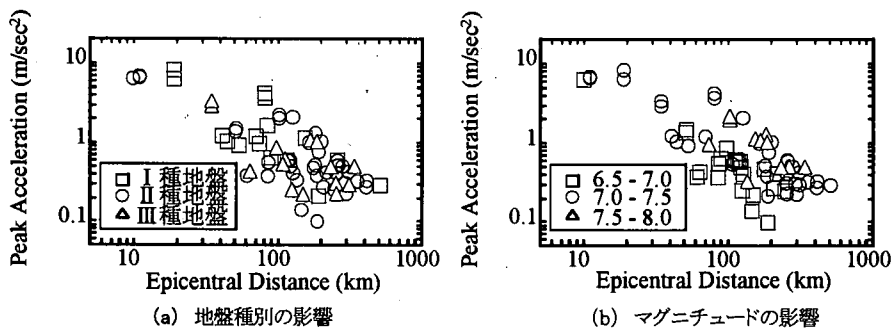 Peak Acceleration (m/sec²)
10
1
0.1
□ Ⅰ種地盤
○ Ⅱ種地盤
△ Ⅲ種地盤
10 100 1000
Epicentral Distance (km)
(a) 地盤種別の影響
Peak Acceleration (m/sec²)
10
1
0.1
□ 6.5 - 7.0
○ 7.0 - 7.5
△ 7.5 - 8.0
10 100 1000
Epicentral Distance (km)
(b) マグニチュードの影響